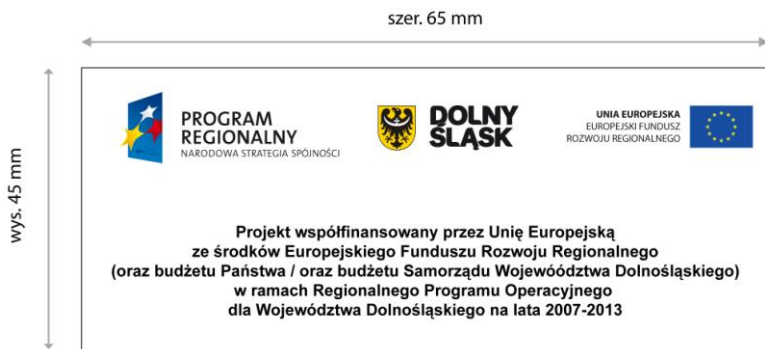 szer. 65 mm
wys. 45 mm
PROGRAM
REGIONALNY
NARODOWA STRATEGIA SPÓJNOŚCI
DOLNY
ŚLĄSK
UNIA EUROPEJSKA
EUROPEJSKI FUNDUSZ
ROZWOJU REGIONALNEGO
Projekt współfinansowany przez Unię Europejską
ze środków Europejskiego Funduszu Rozwoju Regionalnego
(oraz budżetu Państwa / oraz budżetu Samorządu Wojewóództwa Dolnośląskiego)
w ramach Regionalnego Programu Operacyjnego
dla Województwa Dolnośląskiego na lata 2007-2013